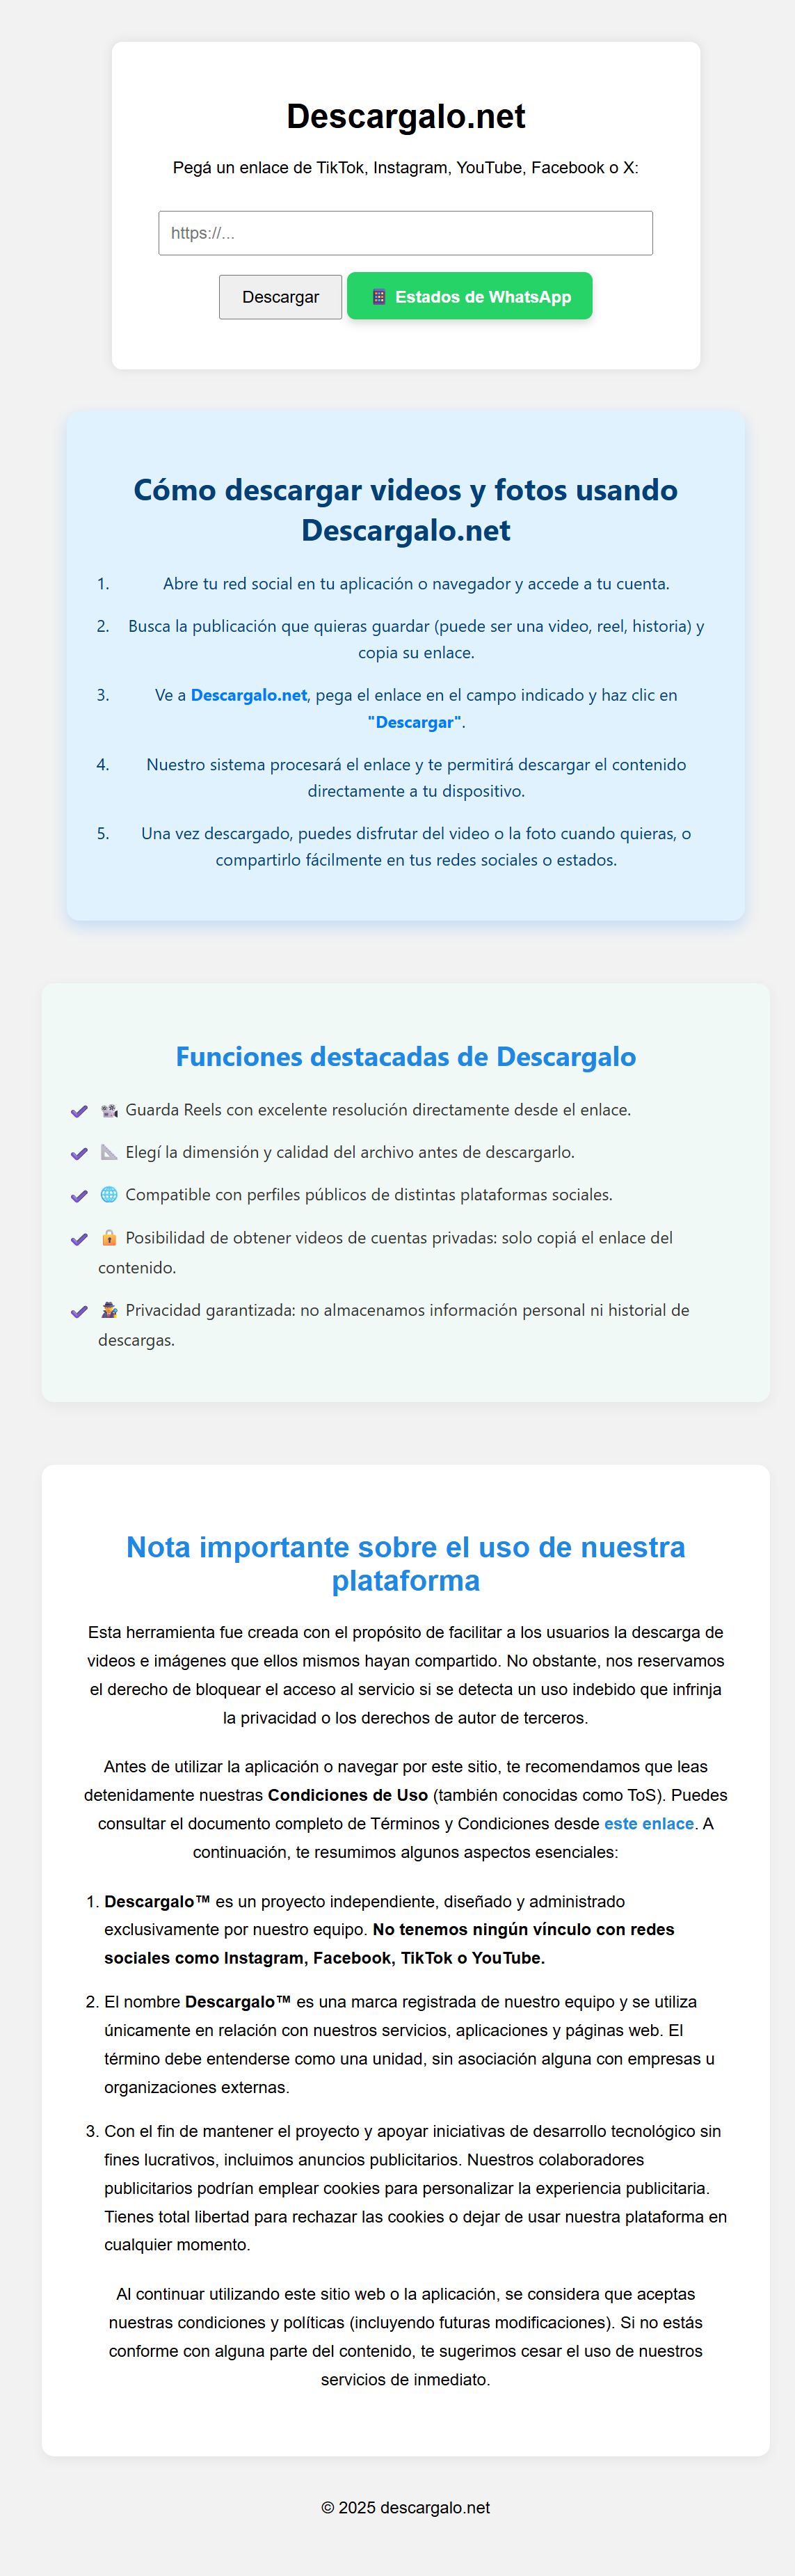 Descargalo.net
Pegá un enlace de TikTok, Instagram, YouTube, Facebook o X:
https://...
Descargar
Estados de WhatsApp
Cómo descargar videos y fotos usando
Descargalo.net
1. Abre tu red social en tu aplicación o navegador y accede a tu cuenta.
2. Busca la publicación que quieras guardar (puede ser una video, reel, historia) y
copia su enlace.
3. Ve a Descargalo.net, pega el enlace en el campo indicado y haz clic en
"Descargar".
4. Nuestro sistema procesará el enlace y te permitirá descargar el contenido
directamente a tu dispositivo.
5. Una vez descargado, puedes disfrutar del video o la foto cuando quieras, o
compartirlo fácilmente en tus redes sociales o estados.
Funciones destacadas de Descargalo
Guarda Reels con excelente resolución directamente desde el enlace.
Elegí la dimensión y calidad del archivo antes de descargarlo.
Compatible con perfiles públicos de distintas plataformas sociales.
Posibilidad de obtener videos de cuentas privadas: solo copiá el enlace del
contenido.
Privacidad garantizada: no almacenamos información personal ni historial de
descargas.
Nota importante sobre el uso de nuestra
plataforma
Esta herramienta fue creada con el propósito de facilitar a los usuarios la descarga de
videos e imágenes que ellos mismos hayan compartido. No obstante, nos reservamos
el derecho de bloquear el acceso al servicio si se detecta un uso indebido que infrinja
la privacidad o los derechos de autor de terceros.
Antes de utilizar la aplicación o navegar por este sitio, te recomendamos que leas
detenidamente nuestras Condiciones de Uso (también conocidas como ToS). Puedes
consultar el documento completo de Términos y Condiciones desde este enlace. A
continuación, te resumimos algunos aspectos esenciales:
1. Descargalo™ es un proyecto independiente, diseñado y administrado
exclusivamente por nuestro equipo. No tenemos ningún vínculo con redes
sociales como Instagram, Facebook, TikTok o YouTube.
2. El nombre Descargalo™ es una marca registrada de nuestro equipo y se utiliza
únicamente en relación con nuestros servicios, aplicaciones y páginas web. El
término debe entenderse como una unidad, sin asociación alguna con empresas u
organizaciones externas.
3. Con el fin de mantener el proyecto y apoyar iniciativas de desarrollo tecnológico sin
fines lucrativos, incluimos anuncios publicitarios. Nuestros colaboradores
publicitarios podrían emplear cookies para personalizar la experiencia publicitaria.
Tienes total libertad para rechazar las cookies o dejar de usar nuestra plataforma en
cualquier momento.
Al continuar utilizando este sitio web o la aplicación, se considera que aceptas
nuestras condiciones y políticas (incluyendo futuras modificaciones). Si no estás
conforme con alguna parte del contenido, te sugerimos cesar el uso de nuestros
servicios de inmediato.
© 2025 descargalo.net